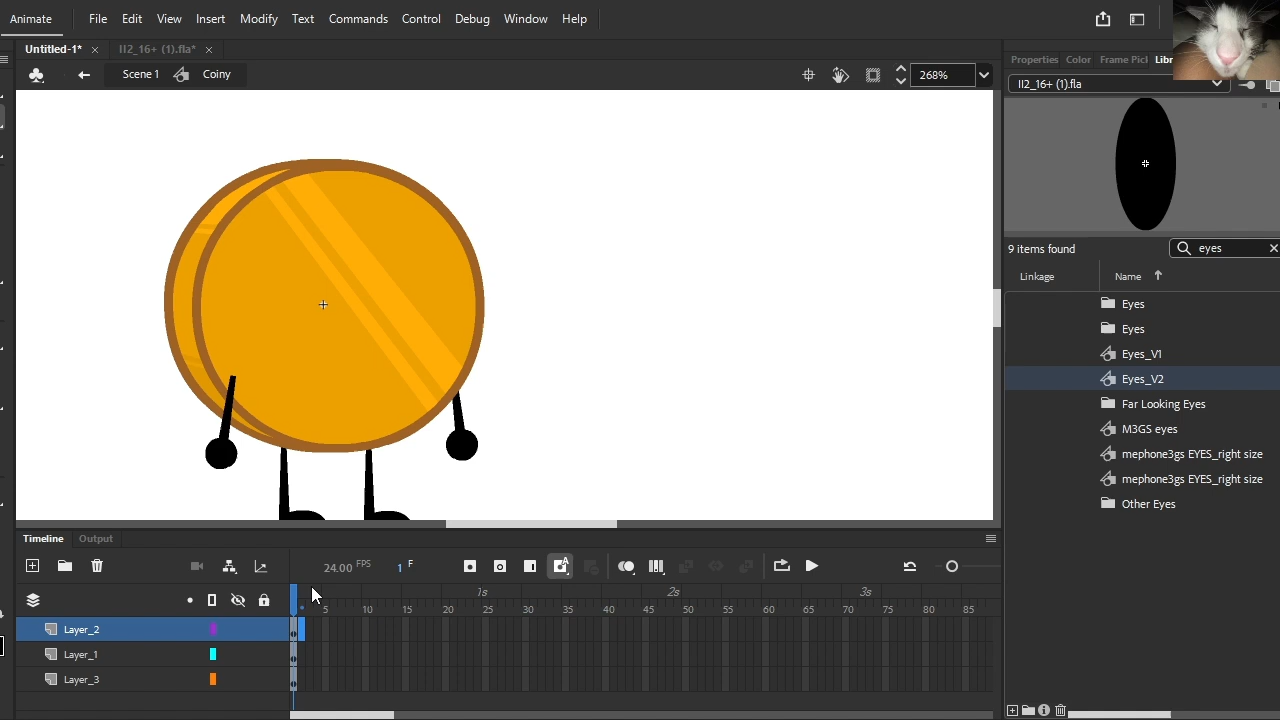 Animate File Edit View Insert Modify Text Commands Control Debug Window Help
Untitled-1* × II2_16+ (1).fla* ×
Properties Color Frame Picl Libr
Scene 1 Coiny 268%
II2_16+ (1).fla
9 items found eyes
Linkage Name
Eyes
Eyes
Eyes_V1
Eyes_V2
Far Looking Eyes
M3GS eyes
mephone3gs EYES_right size
mephone3gs EYES_right size
Other Eyes
Timeline Output
24.00 FPS 1 F
1s 2s 3s
5 10 15 20 25 30 35 40 45 50 55 60 65 70 75 80 85
Layer_2
Layer_1
Layer_3